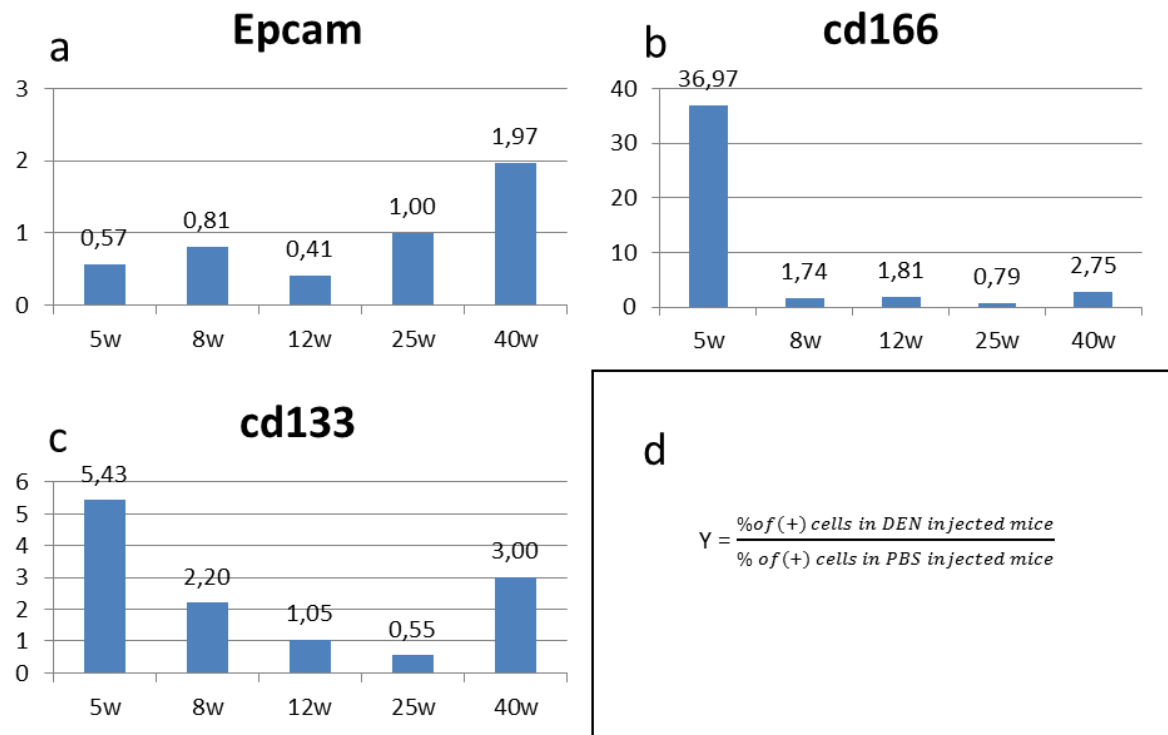 a
Epcam
3
2
1
0
0,57
0,81
0,41
1,00
1,97
5w
8w
12w
25w
40w
b
cd166
40
30
20
10
0
36,97
1,74
1,81
0,79
2,75
5w
8w
12w
25w
40w
c
cd133
6
5
4
3
2
1
0
5,43
2,20
1,05
0,55
3,00
5w
8w
12w
25w
40w
d
Y = %of(+) cells in DEN injected mice
% of(+) cells in PBS injected mice